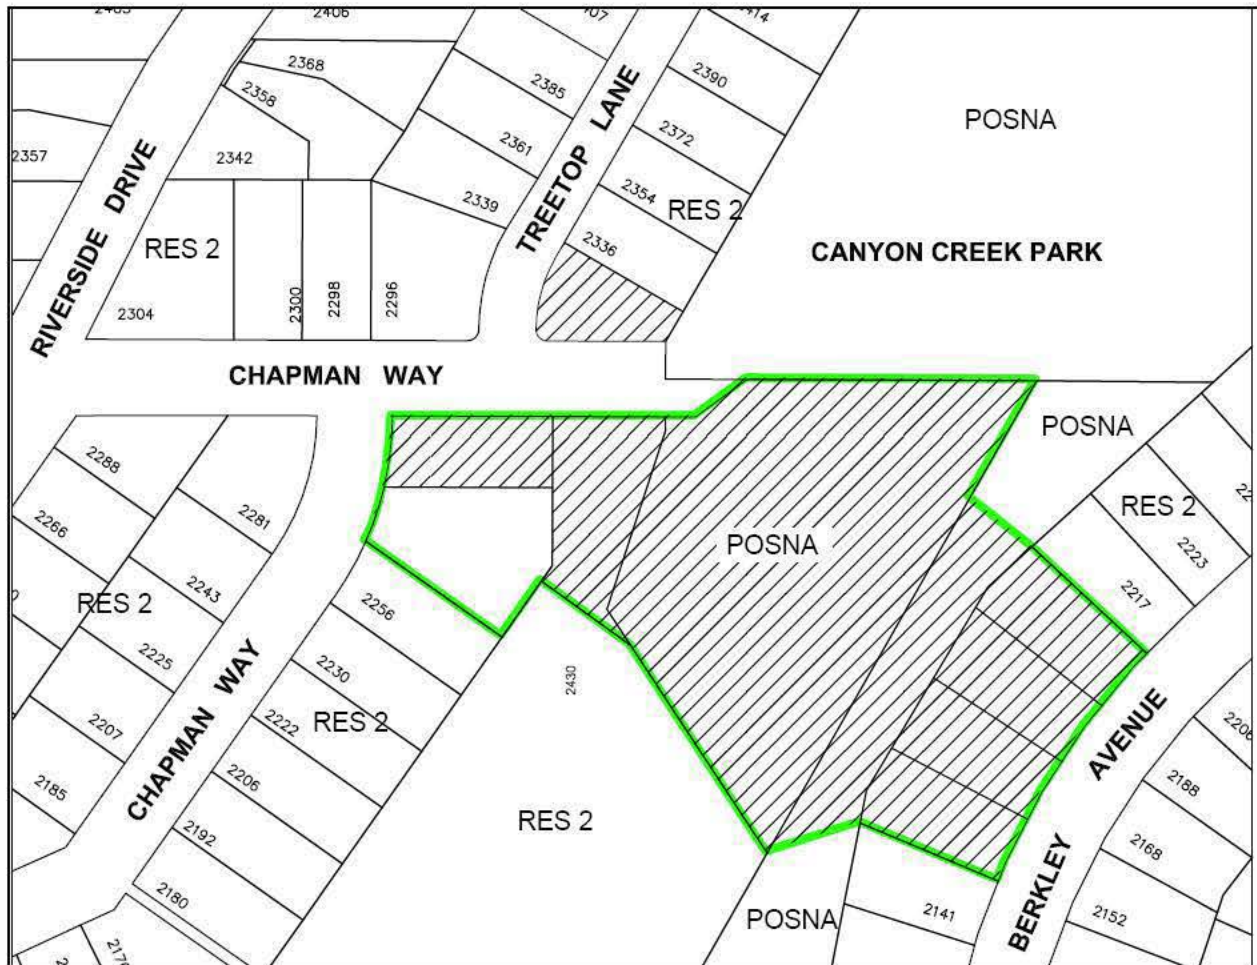 2406
2368
2358
2357
2342
RIVERSIDE DRIVE
RES 2
2304
2300
2298
2296
2385
2361
2339
TREETOP LANE
2414
2390
2372
2354
RES 2
2336
POSNA
CANYON CREEK PARK
CHAPMAN WAY
2288
2281
2266
2243
RES 2
2225
2207
2185
CHAPMAN WAY
2256
2230
2222
RES 2
2206
2192
2180
2430
RES 2
POSNA
POSNA
RES 2
2223
2217
BERKLEY AVENUE
2206
2188
2168
2152
2141
POSNA